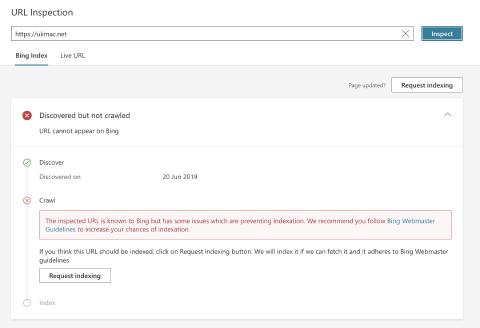 URL Inspection
https://ukmac.net
Inspect
Bing Index Live URL
Page updated? Request indexing
Discovered but not crawled
URL cannot appear on Bing
Discover
Discovered on 20 Jun 2019
Crawl
The inspected URL is known to Bing but has some issues which are preventing indexation. We recommend you follow Bing Webmaster
Guidelines to increase your chances of indexation.
If you think this URL should be indexed, click on Request indexing button. We will index it if we can fetch it and it adheres to Bing Webmaster
guidelines
Request indexing
Index